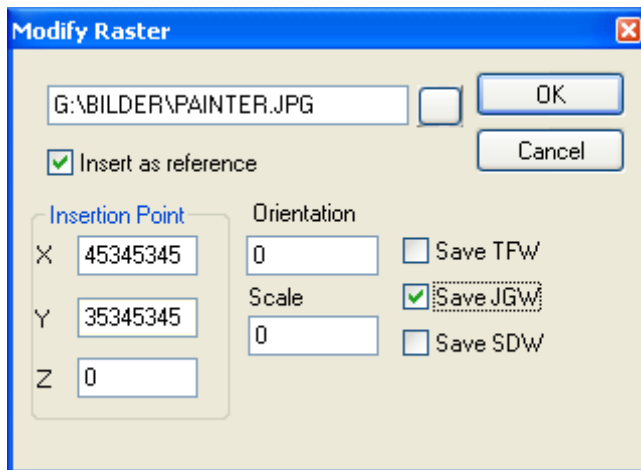 Modify Raster
G:\BILDER\PAINTER.JPG
OK
Insert as reference
Cancel
Insertion Point
Orientation
X 45345345
0
Save TFW
Y 35345345
Scale
Save JGW
0
Save SDW
Z 0